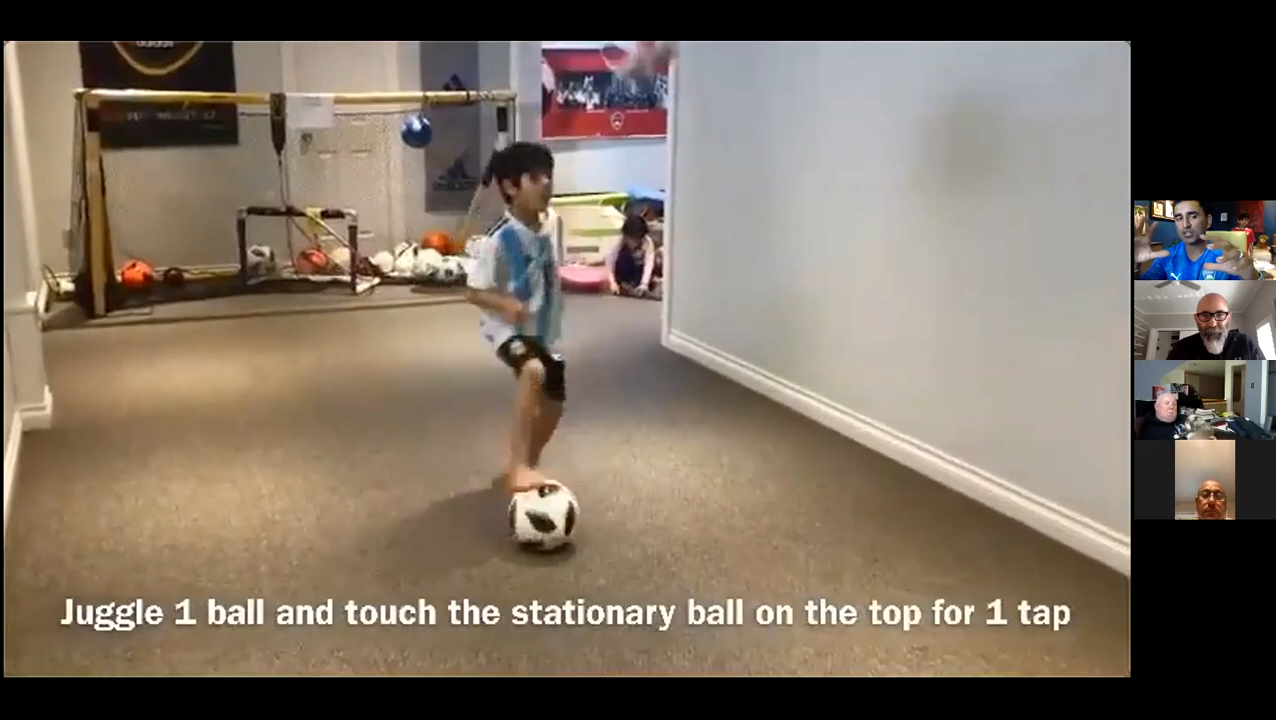 Juggle 1 ball and touch the stationary ball on the top for 1 tap